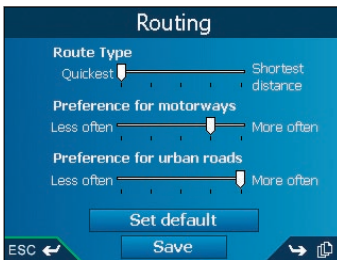 Routing
Route Type
Quickest
Shortest
distance
Preference for motorways
Less often
More often
Preference for urban roads
Less often
More often
Set default
Save
ESC